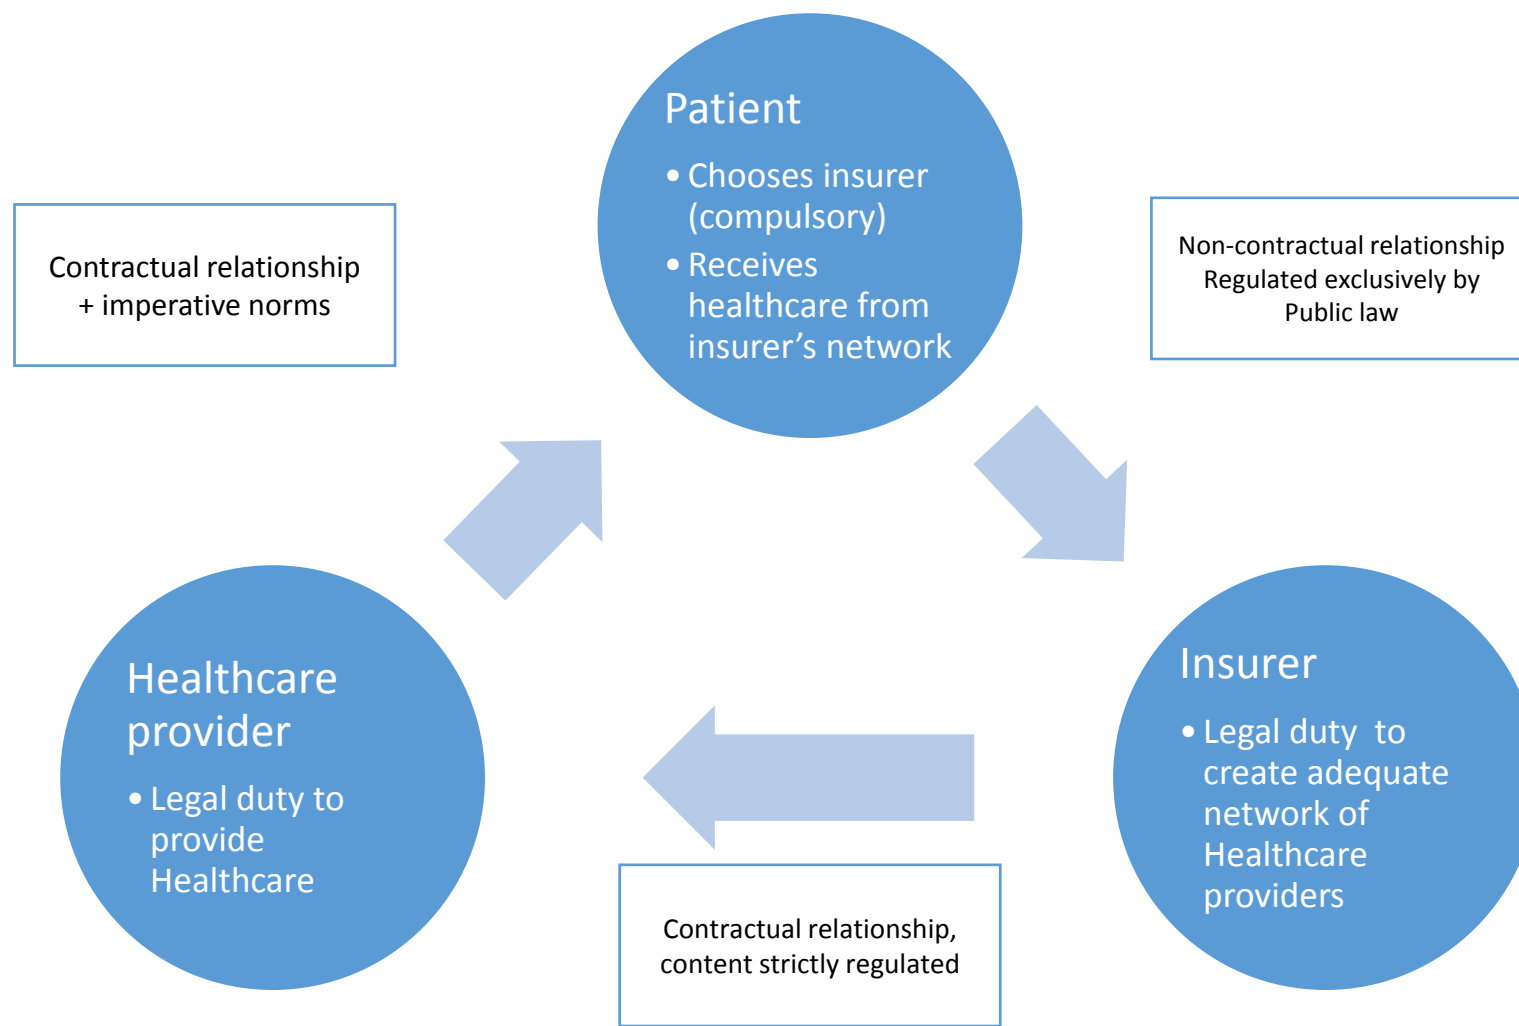 Patient
• Chooses insurer
(compulsory)
• Receives
healthcare from
insurer's network
Contractual relationship
+ imperative norms
Non-contractual relationship
Regulated exclusively by
Public law
Healthcare
provider
• Legal duty to
provide
Healthcare
Insurer
• Legal duty  to
create adequate
network of
Healthcare
providers
Contractual relationship,
content strictly regulated